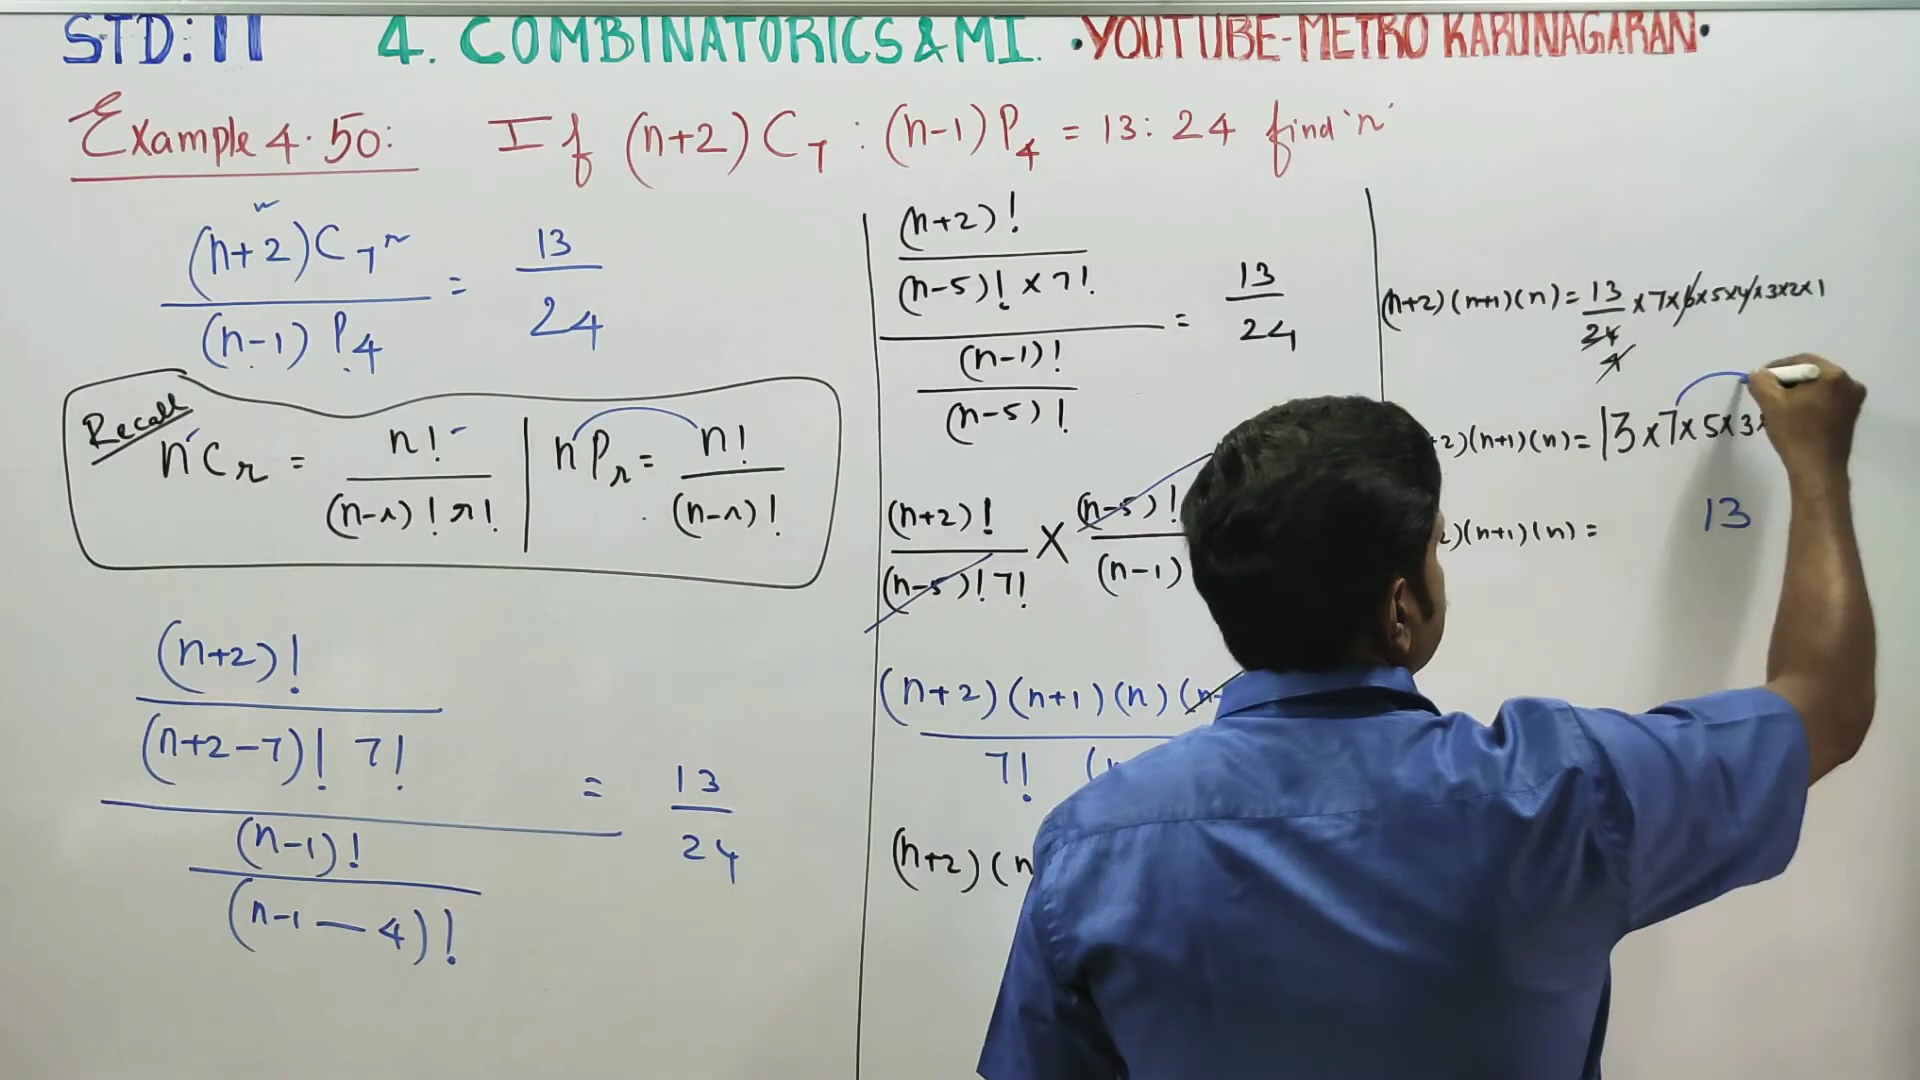 STD: 11 4. COMBINATORICS & MI. •YOUTUBE-METRO KARUNAGARAN•
Example 4.50: If (n+2)C7 : (n-1)P4 = 13:24 find 'n'
(n+2)C7
(n-1) P4
= 13
24
Recall
nCr = n!
(n-r)! r!
nPr = n!
(n-r)!
(n+2)!
(n+2-7)! 7!
(n-1)!
(n-1-4)!
= 13
24
(n+2)!
(n-5)! × 7!
(n-1)!
(n-5)!
= 13
24
(n+2)! × (n-5)!
(n-5)! 7! (n-1)
(n+2)(n+1)(n)
7!
(n+2)(n
(n+2)(n+1)(n) = 13 × 7×6×5×4×3×2×1
24
4
2)(n+1)(n) = 13×7×5×3×
)(n+1)(n) = 13